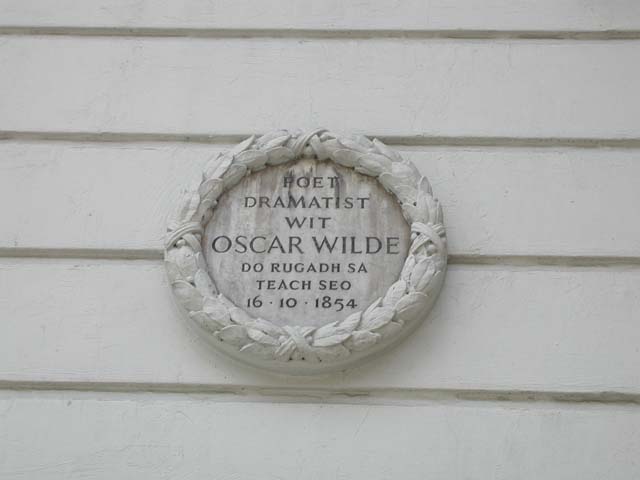 POET
DRAMATIST
WIT
OSCAR WILDE
DO RUGADH SA
TEACH SEO
16 · 10 · 1854